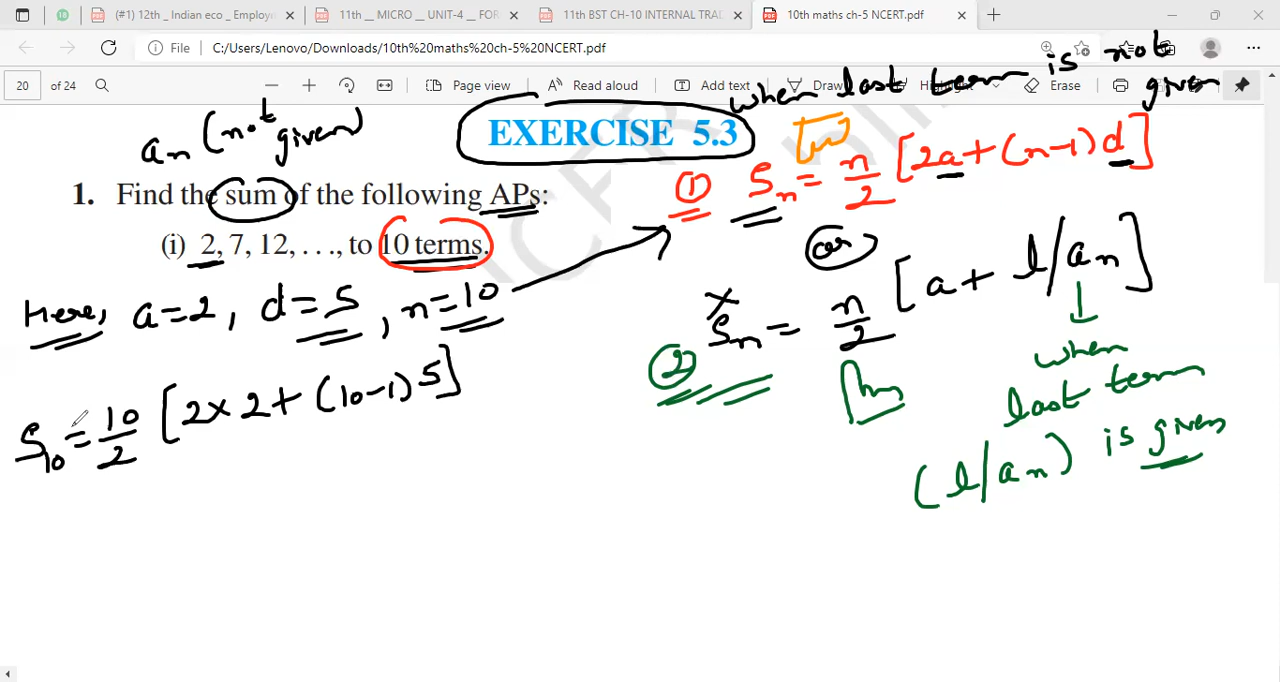 (#1) 12th _ Indian eco _ Employm
11th __ MICRO __ UNIT-4 __ FOR
11th BST CH-10 INTERNAL TRAD
10th maths ch-5 NCERT.pdf
File C:/Users/Lenovo/Downloads/10th%20maths%20ch-5%20NCERT.pdf
20 of 24 Page view Read aloud Add text Draw Highlight Erase
when last term is not given
an (not given)
EXERCISE 5.3
① Sn = n/2 [2a + (n-1) d]
1. Find the sum of the following APs:
(or)
(i) 2, 7, 12, . . ., to 10 terms.
Here, a=2, d=5, n=10
② Sn = n/2 [a + l/an]
when
last term
(l/an) is given
S10 = 10/2 [2×2 + (10-1) 5]